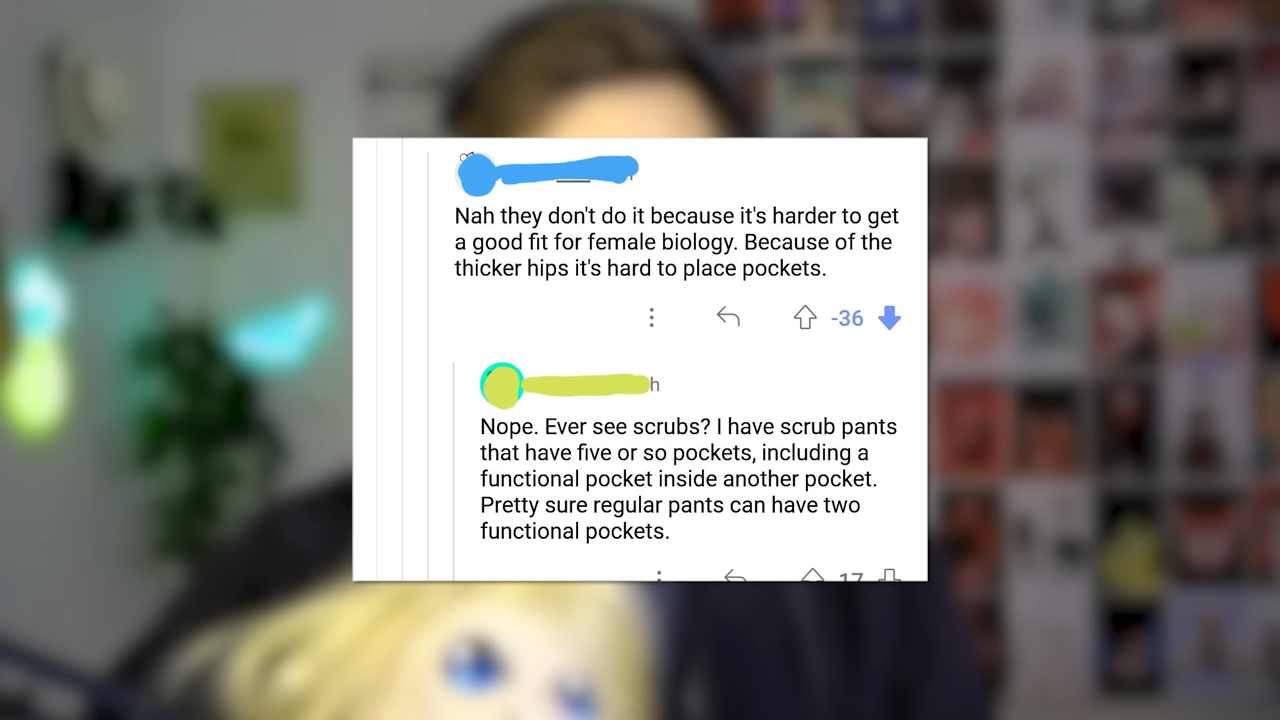 Nah they don't do it because it's harder to get
a good fit for female biology. Because of the
thicker hips it's hard to place pockets.
-36
h
Nope. Ever see scrubs? I have scrub pants
that have five or so pockets, including a
functional pocket inside another pocket.
Pretty sure regular pants can have two
functional pockets.
17